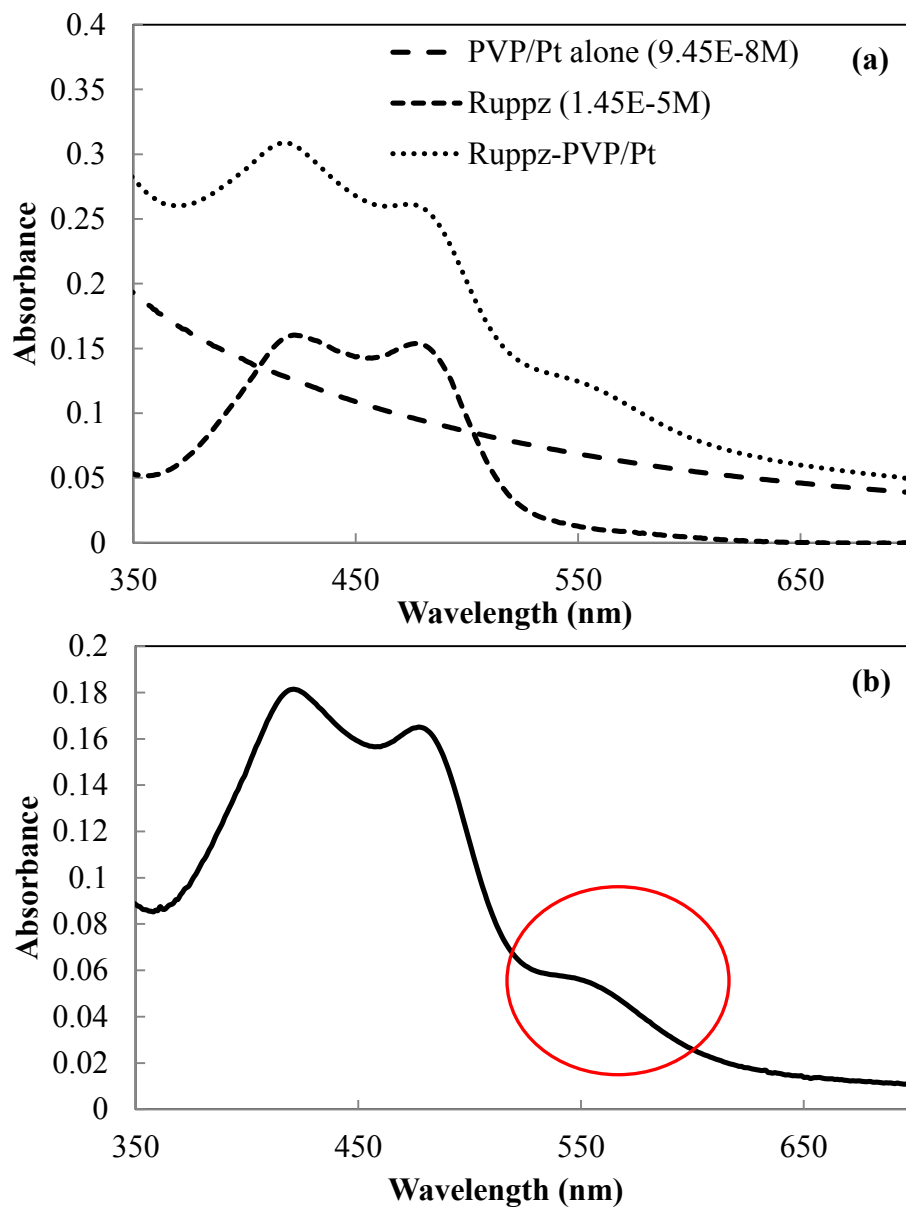 0.4
0.35
0.3
0.25
0.2
0.15
0.1
0.05
0
Absorbance
PVP/Pt alone (9.45E-8M)
Ruppz (1.45E-5M)
Ruppz-PVP/Pt
(a)
350 450 550 650
Wavelength (nm)
0.2
0.18
0.16
0.14
0.12
0.1
0.08
0.06
0.04
0.02
0
Absorbance
(b)
350 450 550 650
Wavelength (nm)